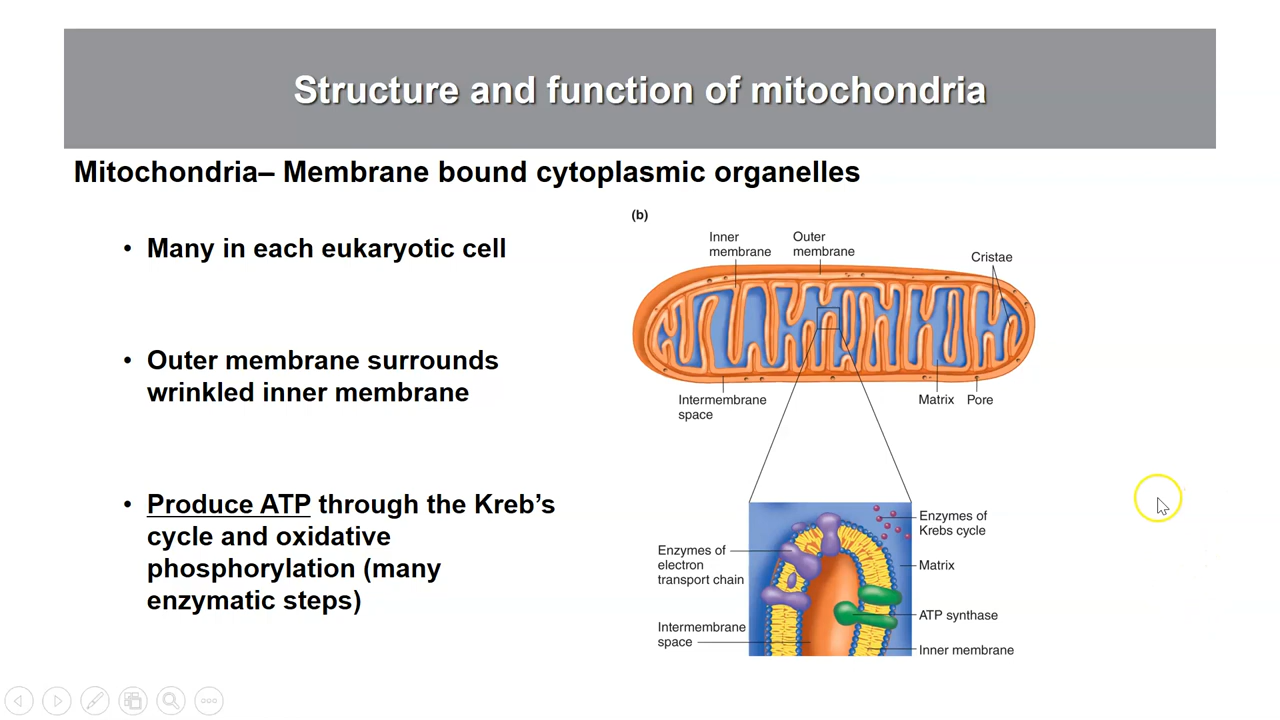 Structure and function of mitochondria
Mitochondria– Membrane bound cytoplasmic organelles
• Many in each eukaryotic cell
• Outer membrane surrounds
wrinkled inner membrane
• Produce ATP through the Kreb’s
cycle and oxidative
phosphorylation (many
enzymatic steps)
(b)
Inner
membrane
Outer
membrane
Cristae
Intermembrane
space
Matrix
Pore
Enzymes of
Krebs cycle
Enzymes of
electron
transport chain
Matrix
ATP synthase
Intermembrane
space
Inner membrane